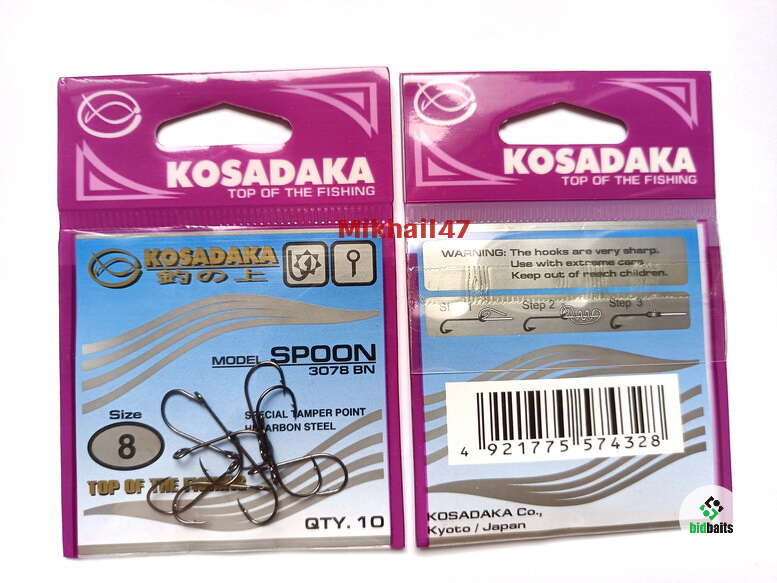 KOSADAKA
TOP OF THE FISHING
KOSADAKA
釣の上
MODEL SPOON
3078 BN
Size
8
SPECIAL TAMPER POINT
CARBON STEEL
TOP OF THE FISHING
QTY. 10
KOSADAKA
TOP OF THE FISHING
WARNING: The hooks are very sharp.
Use with extreme care.
Keep out of reach children.
Step 2 Step 3
4 921775 574328
KOSADAKA Co.,
Kyoto / Japan
Mikhail47
bidbaits